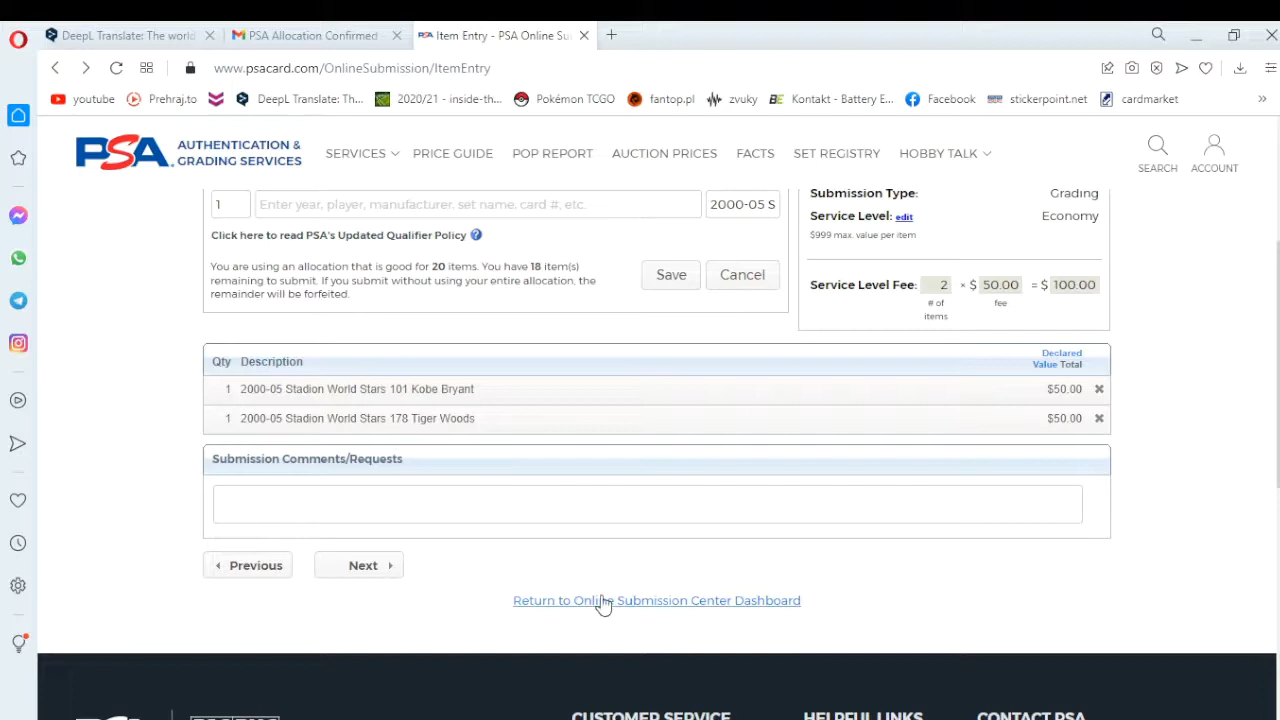 DeepL Translate: The world
PSA Allocation Confirmed
PSA Item Entry - PSA Online Su
www.psacard.com/OnlineSubmission/ItemEntry
youtube
Prehraj.to
DeepL Translate: Th...
2020/21 - inside-th...
Pokémon TCGO
fantop.pl
zvuky
BE Kontakt - Battery E...
Facebook
stickerpoint.net
cardmarket
PSA AUTHENTICATION &
GRADING SERVICES
SERVICES
PRICE GUIDE
POP REPORT
AUCTION PRICES
FACTS
SET REGISTRY
HOBBY TALK
SEARCH
ACCOUNT
1
Enter year, player, manufacturer, set name, card #, etc.
2000-05 S
Click here to read PSA's Updated Qualifier Policy
You are using an allocation that is good for 20 items. You have 18 item(s)
remaining to submit. If you submit without using your entire allocation, the
remainder will be forfeited.
Save
Cancel
Submission Type: Grading
Service Level: edit Economy
$999 max. value per item
Service Level Fee: 2 × $ 50.00 = $ 100.00
# of fee
items
Qty Description Declared
Value Total
1 2000-05 Stadion World Stars 101 Kobe Bryant $50.00
1 2000-05 Stadion World Stars 178 Tiger Woods $50.00
Submission Comments/Requests
Previous
Next
Return to Online Submission Center Dashboard
CUSTOMER SERVICE
HELPFUL LINKS
CONTACT PSA